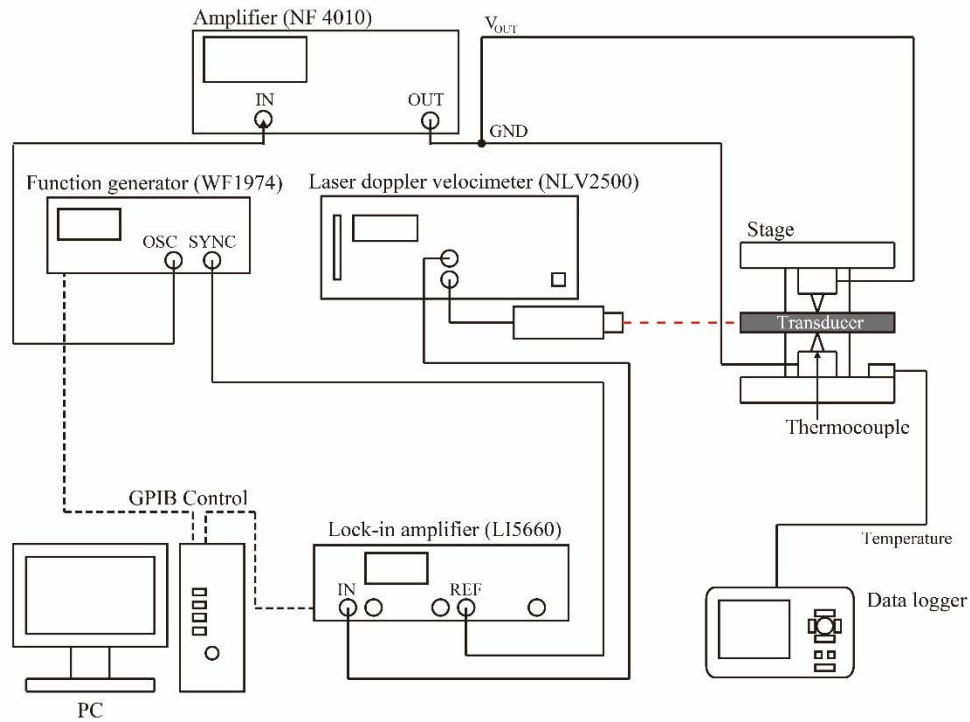 Amplifier (NF 4010)
V OUT
IN
OUT
GND
Function generator (WF1974)
Laser doppler velocimeter (NLV2500)
OSC SYNC
Stage
Transducer
Thermocouple
GPIB Control
Lock-in amplifier (LI5660)
IN
REF
Temperature
Data logger
PC